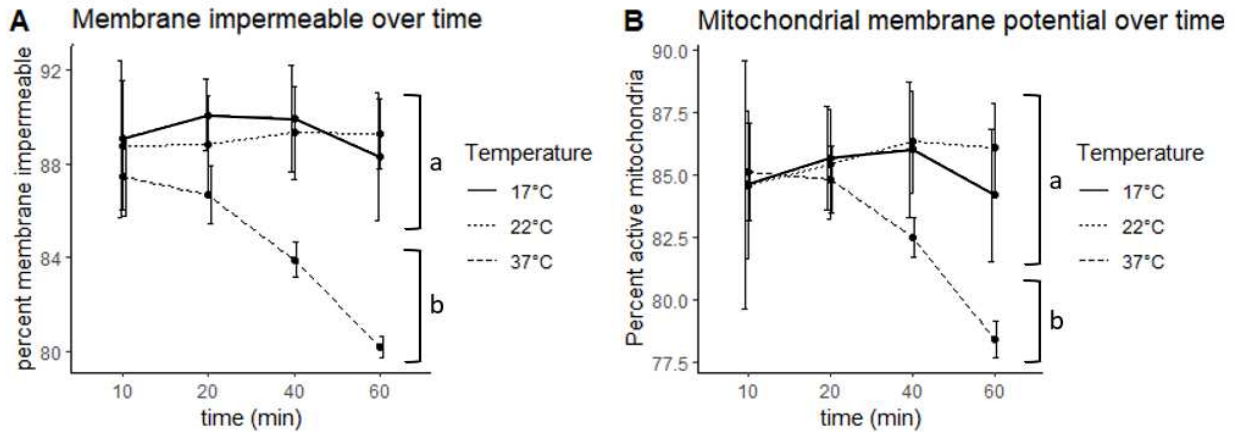 A Membrane impermeable over time
percent membrane impermeable
92
88
84
80
10 20 40 60
time (min)
a
b
Temperature
17°C
22°C
37°C
B Mitochondrial membrane potential over time
Percent active mitochondria
90.0
87.5
85.0
82.5
80.0
77.5
10 20 40 60
time (min)
a
b
Temperature
17°C
22°C
37°C